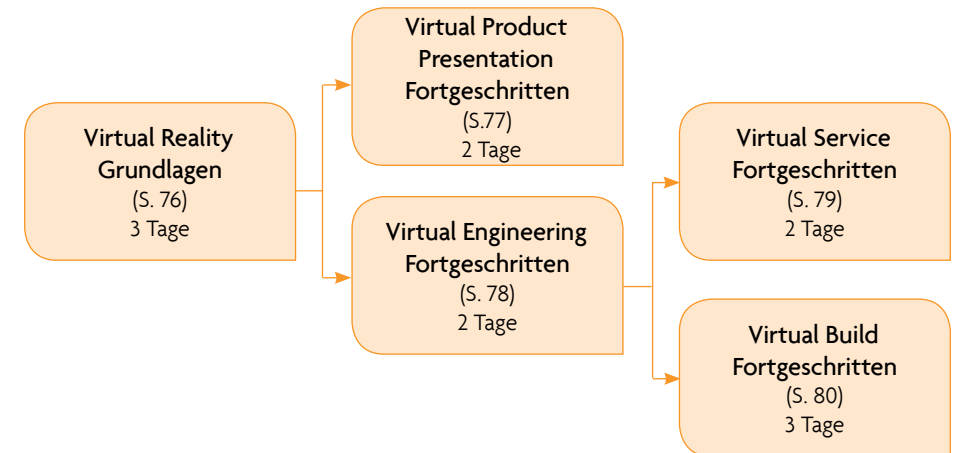 Virtual Reality
Grundlagen
(S. 76)
3 Tage
Virtual Product
Presentation
Fortgeschritten
(S.77)
2 Tage
Virtual Engineering
Fortgeschritten
(S. 78)
2 Tage
Virtual Service
Fortgeschritten
(S. 79)
2 Tage
Virtual Build
Fortgeschritten
(S. 80)
3 Tage